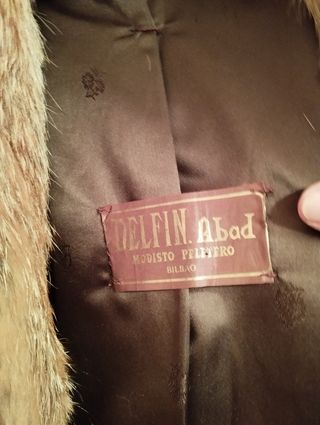 DELFIN. Abad
MODISTO PELETERO
BILBAO